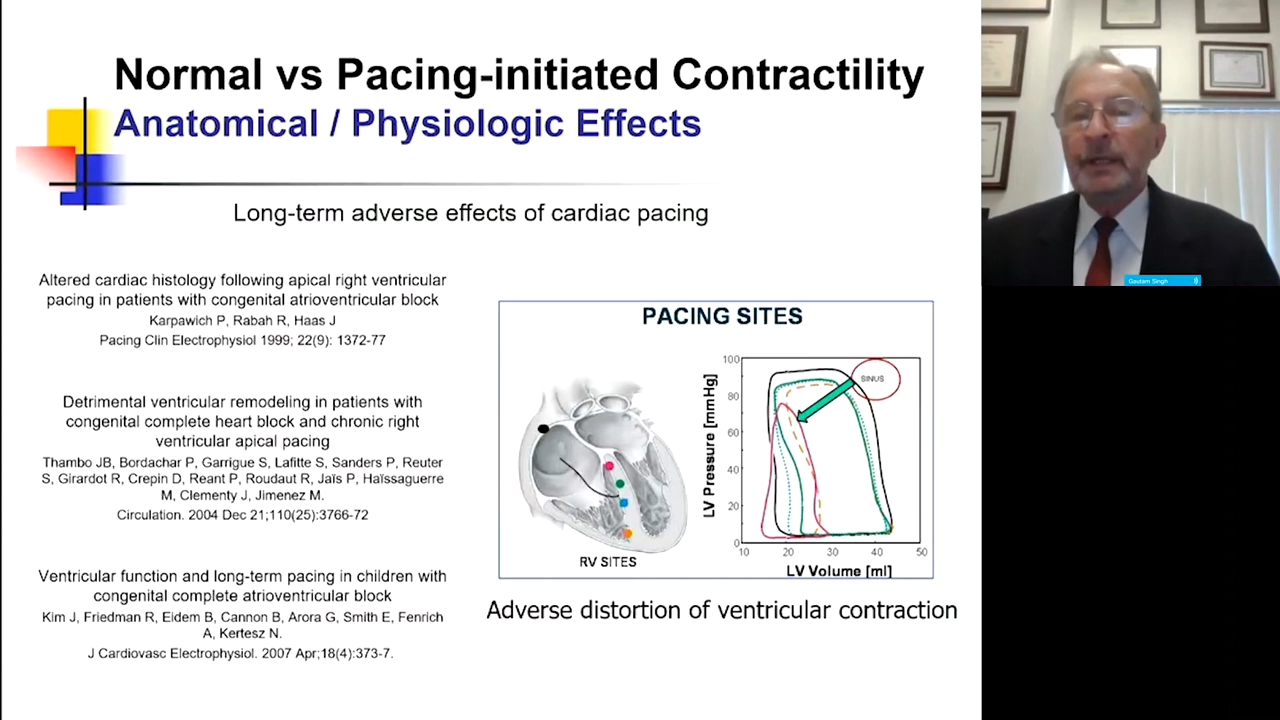 Normal vs Pacing-initiated Contractility
Anatomical / Physiologic Effects
Long-term adverse effects of cardiac pacing
Altered cardiac histology following apical right ventricular
pacing in patients with congenital atrioventricular block
Karpawich P, Rabah R, Haas J
Pacing Clin Electrophysiol 1999; 22(9): 1372-77
Detrimental ventricular remodeling in patients with
congenital complete heart block and chronic right
ventricular apical pacing
Thambo JB, Bordachar P, Garrigue S, Lafitte S, Sanders P, Reuter
S, Girardot R, Crepin D, Reant P, Roudaut R, Jaïs P, Haïssaguerre
M, Clementy J, Jimenez M.
Circulation. 2004 Dec 21;110(25):3766-72
Ventricular function and long-term pacing in children with
congenital complete atrioventricular block
Kim J, Friedman R, Eidem B, Cannon B, Arora G, Smith E, Fenrich
A, Kertesz N.
J Cardiovasc Electrophysiol. 2007 Apr;18(4):373-7.
PACING SITES
RV SITES
LV Pressure [mmHg]
100
80
60
40
20
0
SINUS
10 20 30 40 50
LV Volume [ml]
Adverse distortion of ventricular contraction
Gautam Singh